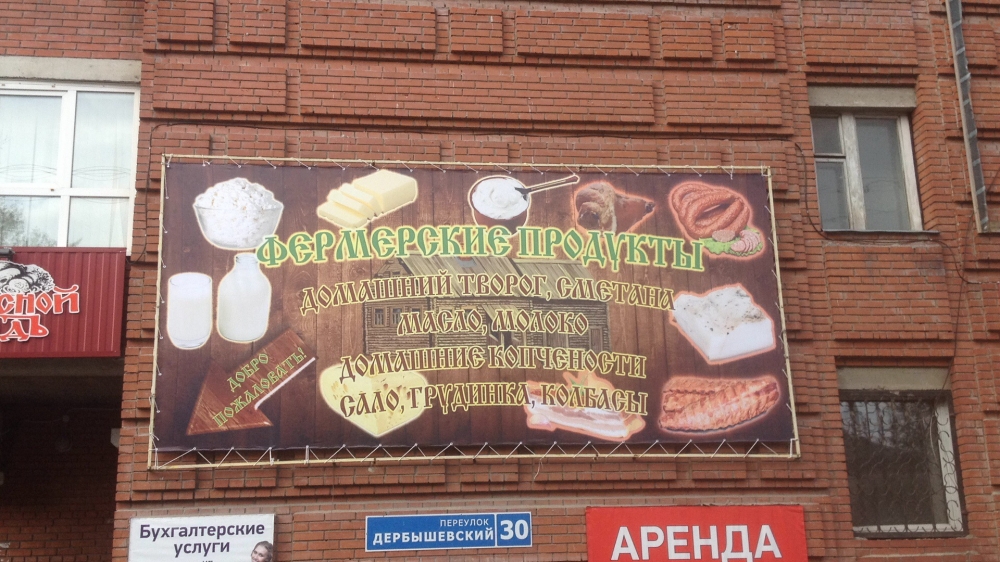 ФЕРМЕРСКИЕ ПРОДУКТЫ
ДОМАШНИЙ ТВОРОГ, СМЕТАНА
МАСЛО, МОЛОКО
ДОМАШНИЕ КОПЧЕНОСТИ
САЛО, ГРУДИНКА, КОЛБАСЫ
ДОБРО
ПОЖАЛОВАТЬ!
Бухгалтерские
услуги
ПЕРЕУЛОК
ДЕРБЫШЕВСКИЙ 30
АРЕНДА